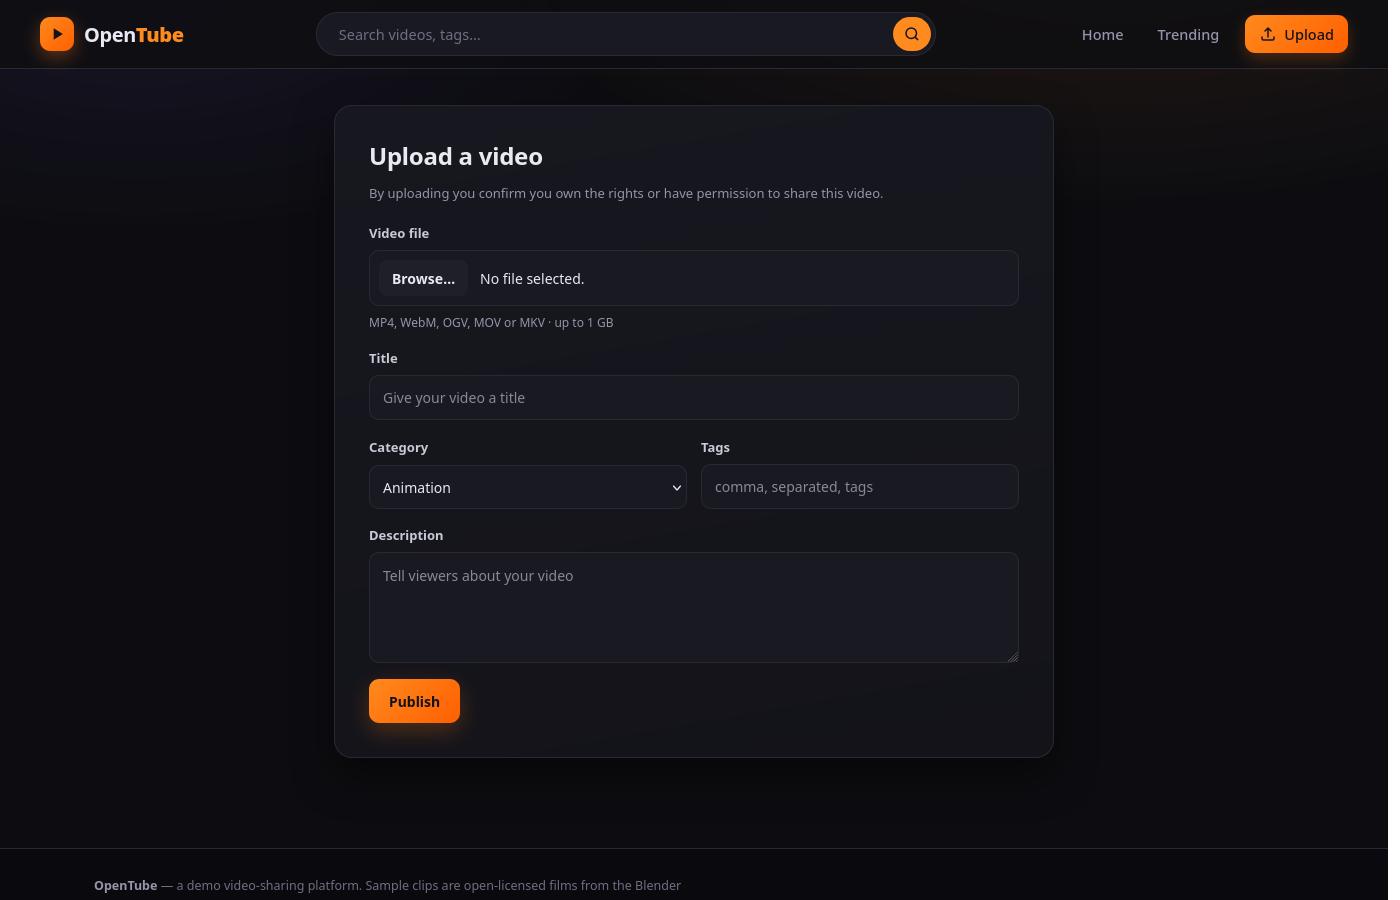 OpenTube
Search videos, tags...
Home
Trending
Upload
Upload a video
By uploading you confirm you own the rights or have permission to share this video.
Video file
Browse...
No file selected.
MP4, WebM, OGV, MOV or MKV · up to 1 GB
Title
Give your video a title
Category
Tags
Animation
comma, separated, tags
Description
Tell viewers about your video
Publish
OpenTube — a demo video-sharing platform. Sample clips are open-licensed films from the Blender